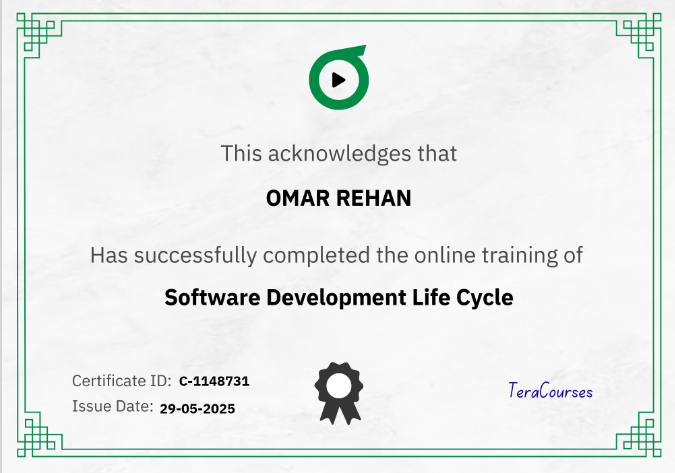 This acknowledges that
OMAR REHAN
Has successfully completed the online training of
Software Development Life Cycle
Certificate ID: C-1148731
Issue Date: 29-05-2025
TeraCourses